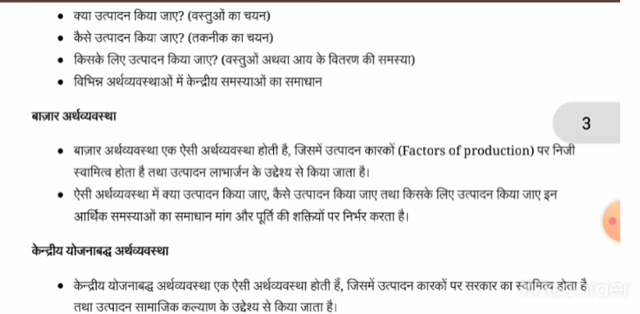 • क्या उत्पादन किया जाए? (वस्तुओं का चयन)
• कैसे उत्पादन किया जाए? (तकनीक का चयन)
• किसके लिए उत्पादन किया जाए? (वस्तुओं अथवा आय के वितरण की समस्या)
• विभिन्न अर्थव्यवस्थाओं में केन्द्रीय समस्याओं का समाधान
बाज़ार अर्थव्यवस्था
3
• बाज़ार अर्थव्यवस्था एक ऐसी अर्थव्यवस्था होती है, जिसमें उत्पादन कारकों (Factors of production) पर निजी
स्वामित्व होता है तथा उत्पादन लाभार्जन के उद्देश्य से किया जाता है।
• ऐसी अर्थव्यवस्था में क्या उत्पादन किया जाए, कैसे उत्पादन किया जाए तथा किसके लिए उत्पादन किया जाए इन
आर्थिक समस्याओं का समाधान मांग और पूर्ति की शक्तियों पर निर्भर करता है।
केन्द्रीय योजनाबद्ध अर्थव्यवस्था
• केन्द्रीय योजनाबद्ध अर्थव्यवस्था एक ऐसी अर्थव्यवस्था होती हैं, जिसमें उत्पादन कारकों पर सरकार का स्वामित्व होता है
तथा उत्पादन सामाजिक कल्याण के उद्देश्य से किया जाता है।